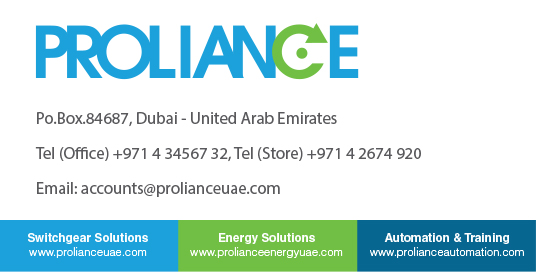 PROLIANCE
Po.Box.84687, Dubai - United Arab Emirates
Tel (Office) +971 4 34567 32, Tel (Store) +971 4 2674 920
Email: accounts@prolianceuae.com
Switchgear Solutions
www.prolianceuae.com
Energy Solutions
www.prolianceenergyuae.com
Automation & Training
www.prolianceautomation.com